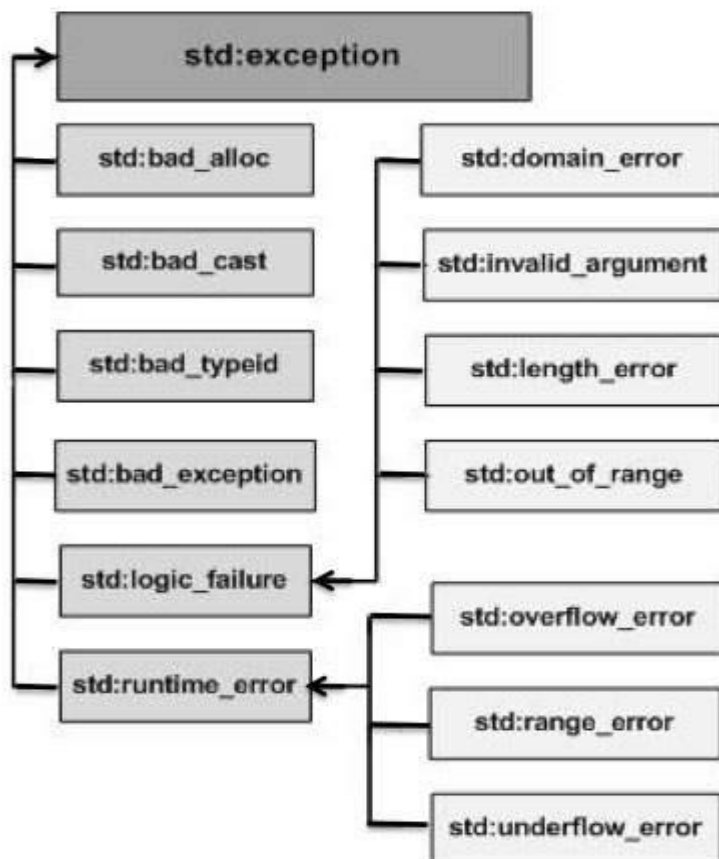 std:exception
std:bad_alloc
std:bad_cast
std:bad_typeid
std:bad_exception
std:logic_failure
std:runtime_error
std:domain_error
std:invalid_argument
std:length_error
std:out_of_range
std:overflow_error
std:range_error
std:underflow_error